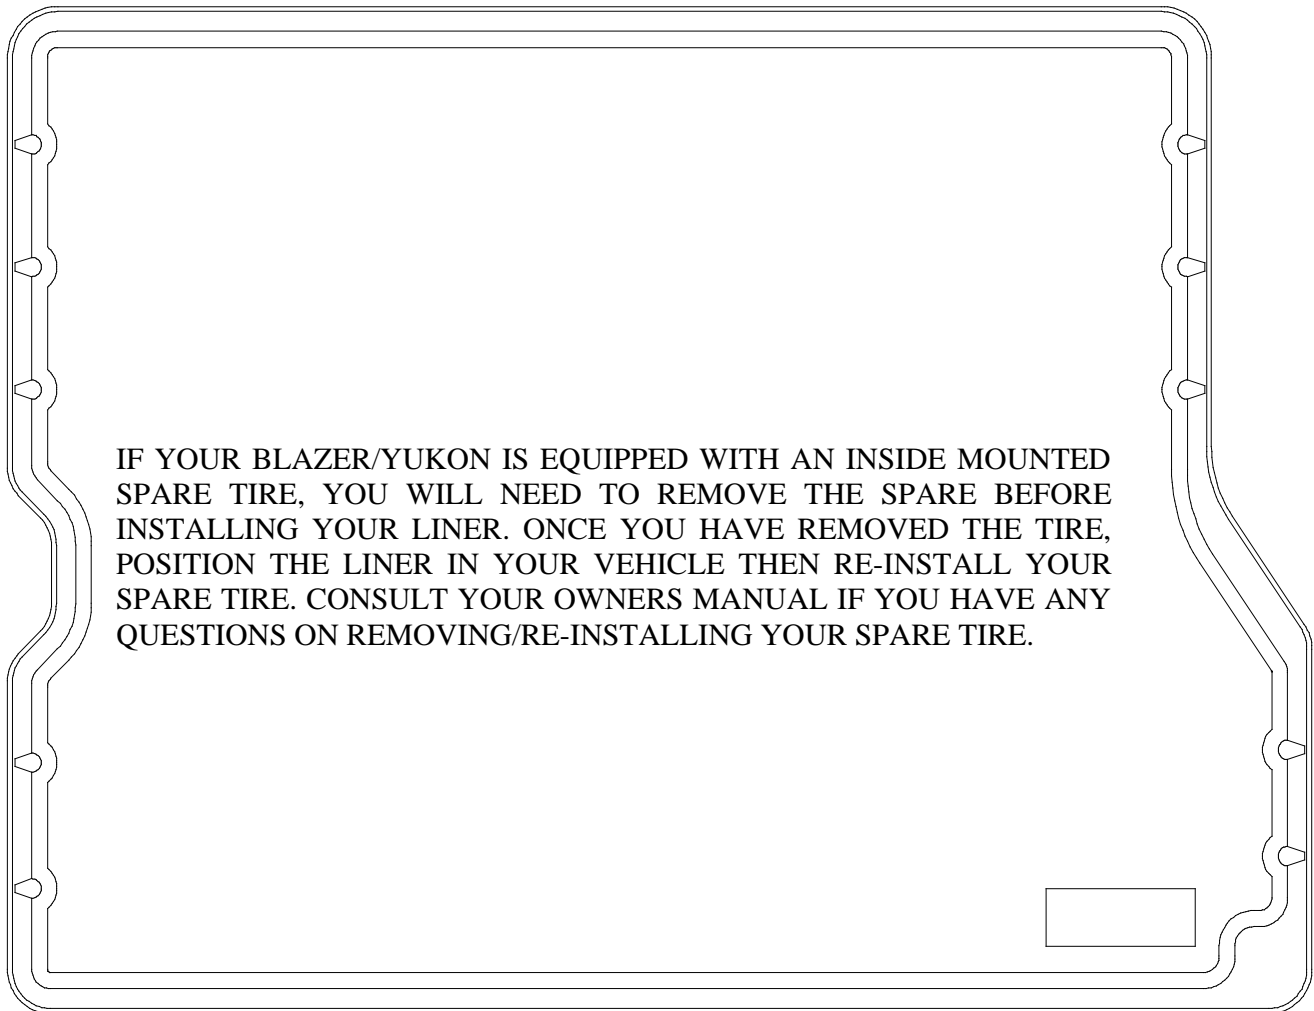 IF YOUR BLAZER/YUKON IS EQUIPPED WITH AN INSIDE MOUNTED
SPARE TIRE, YOU WILL NEED TO REMOVE THE SPARE BEFORE
INSTALLING YOUR LINER. ONCE YOU HAVE REMOVED THE TIRE,
POSITION THE LINER IN YOUR VEHICLE THEN RE-INSTALL YOUR
SPARE TIRE. CONSULT YOUR OWNERS MANUAL IF YOU HAVE ANY
QUESTIONS ON REMOVING/RE-INSTALLING YOUR SPARE TIRE.